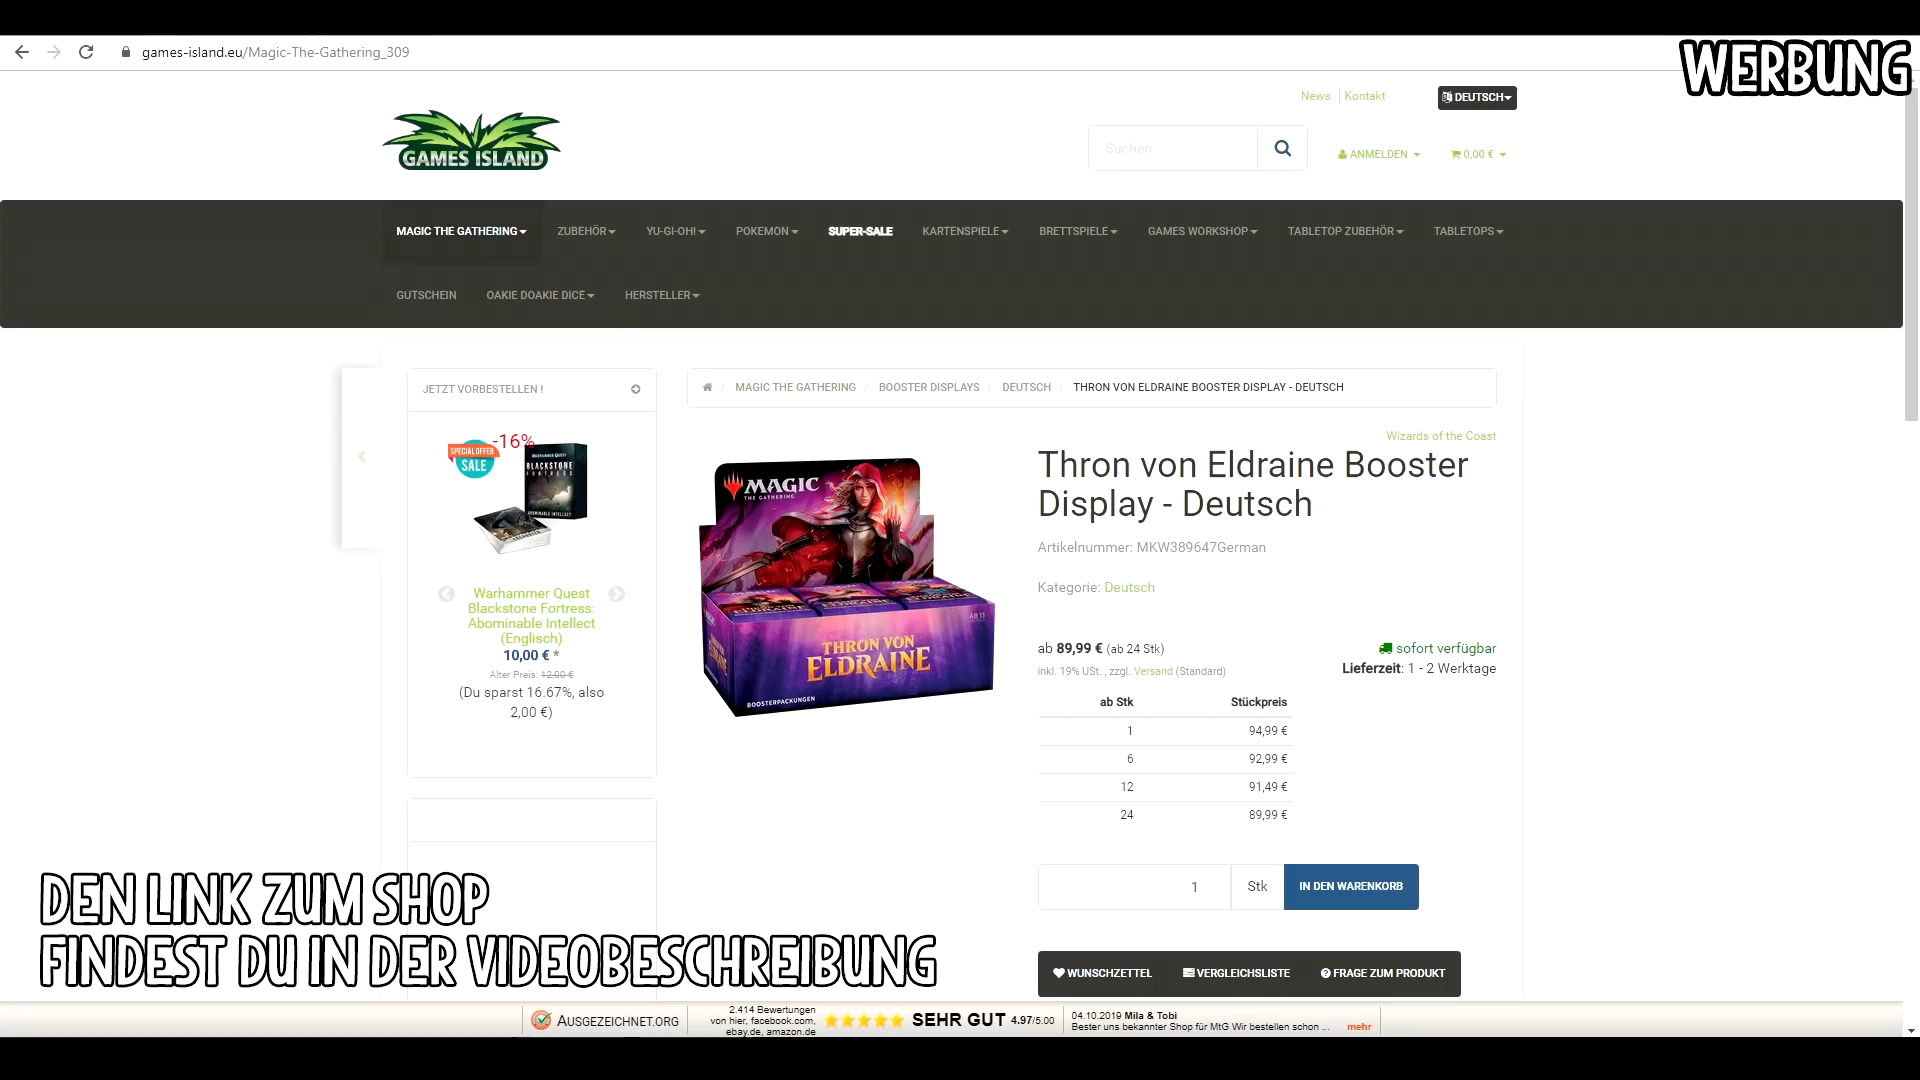 games-island.eu/Magic-The-Gathering_309
WERBUNG
News
Kontakt
DEUTSCH
GAMES ISLAND
Suchen
ANMELDEN
0,00 €
MAGIC THE GATHERING
ZUBEHÖR
YU-GI-OH!
POKEMON
SUPER-SALE
KARTENSPIELE
BRETTSPIELE
GAMES WORKSHOP
TABLETOP ZUBEHÖR
TABLETOPS
GUTSCHEIN
OAKIE DOAKIE DICE
HERSTELLER
JETZT VORBESTELLEN !
MAGIC THE GATHERING / BOOSTER DISPLAYS / DEUTSCH / THRON VON ELDRAINE BOOSTER DISPLAY - DEUTSCH
-16%
SPECIAL OFFER
SALE
WARHAMMER QUEST
BLACKSTONE
FORTRESS
ABOMINABLE INTELLECT
Warhammer Quest
Blackstone Fortress:
Abominable Intellect
(Englisch)
10,00 € *
Alter Preis: 12,00 €
(Du sparst 16.67%, also
2,00 €)
MAGIC
THE GATHERING
AB 13
THRON VON
ELDRAINE
BOOSTERPACKUNGEN
Wizards of the Coast
Thron von Eldraine Booster
Display - Deutsch
Artikelnummer: MKW389647German
Kategorie: Deutsch
ab 89,99 € (ab 24 Stk)
inkl. 19% USt. , zzgl. Versand (Standard)
sofort verfügbar
Lieferzeit: 1 - 2 Werktage
ab Stk Stückpreis
1 94,99 €
6 92,99 €
12 91,49 €
24 89,99 €
1 Stk IN DEN WARENKORB
WUNSCHZETTEL
VERGLEICHSLISTE
FRAGE ZUM PRODUKT
DEN LINK ZUM SHOP
FINDEST DU IN DER VIDEOBESCHREIBUNG
AUSGEZEICHNET.ORG
2.414 Bewertungen
von hier, facebook.com,
ebay.de, amazon.de
SEHR GUT 4.97/5.00
04.10.2019 Mila & Tobi
Bester uns bekannter Shop für MtG Wir bestellen schon ... mehr